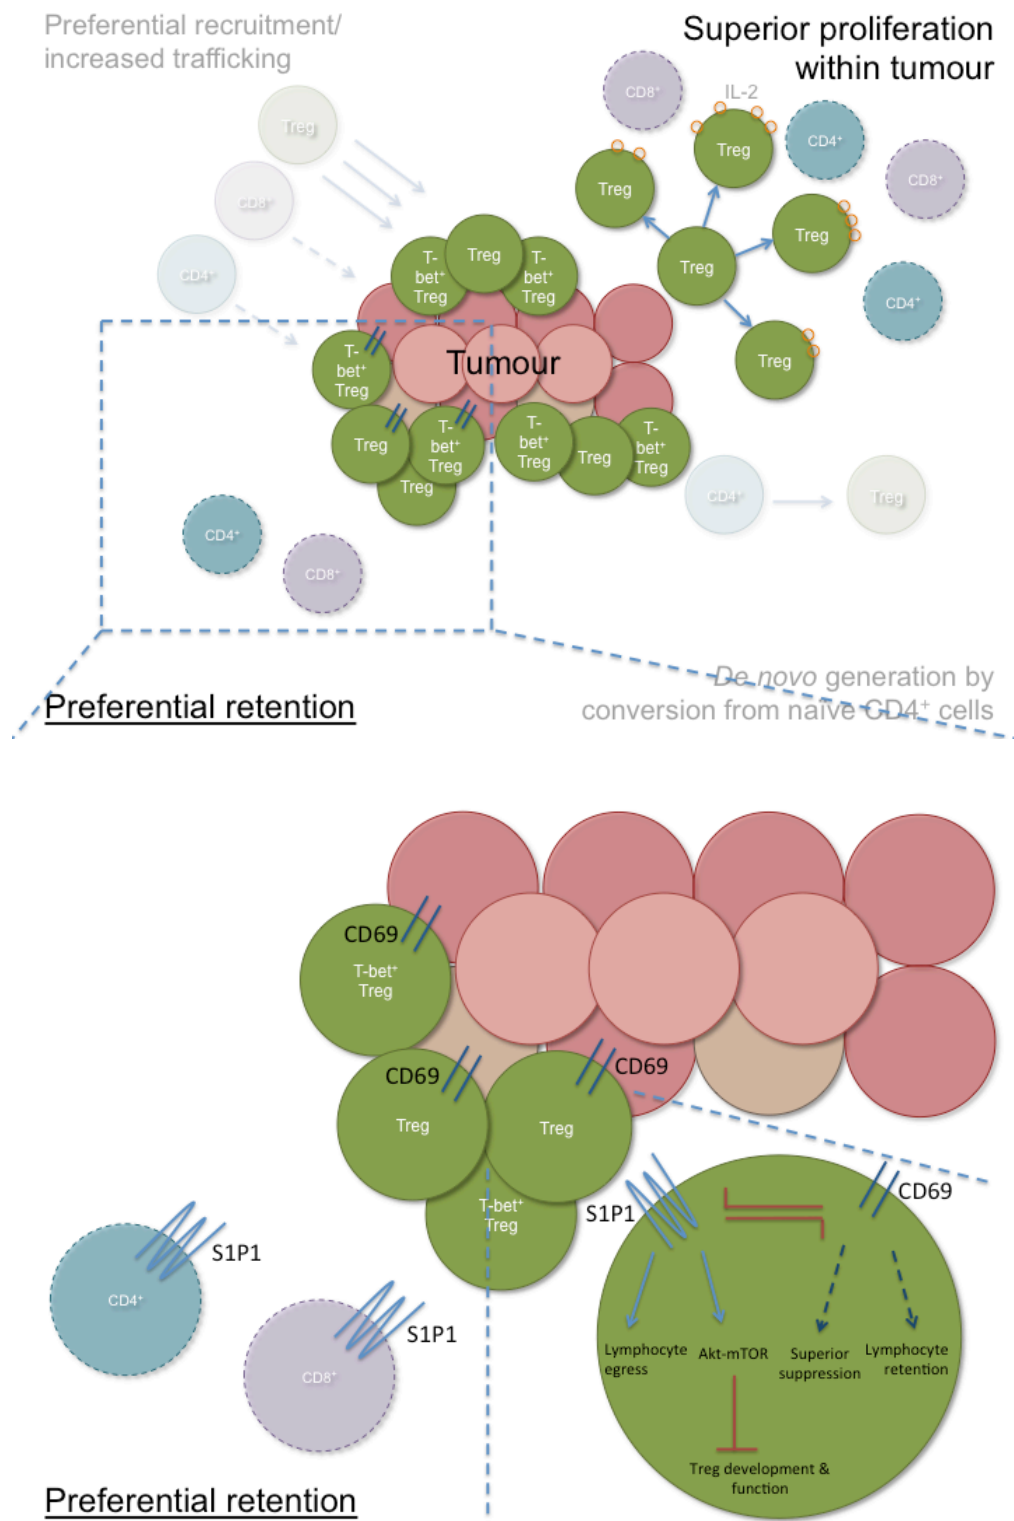 Preferential recruitment/
increased trafficking
Superior proliferation
within tumour
CD8⁺
IL-2
Treg
CD4⁺
Treg
Treg
CD8⁺
CD8⁺
Treg
Treg
CD4⁺
Treg
CD4⁺
T-
bet⁺
Treg
Treg
T-
bet⁺
Treg
Treg
T-
bet⁺
Treg
Tumour
Treg
T-
bet⁺
Treg
T-
bet⁺
Treg
Treg
T-
bet⁺
Treg
Treg
CD4⁺
Treg
CD4⁺
CD8⁺
Preferential retention
De novo generation by
conversion from naïve CD4⁺ cells
CD69
T-bet⁺
Treg
CD69
Treg
CD69
Treg
T-bet⁺
Treg
S1P1
CD4⁺
S1P1
CD8⁺
S1P1
CD69
Lymphocyte
egress
Akt-mTOR
Superior
suppression
Lymphocyte
retention
Treg development &
function
Preferential retention